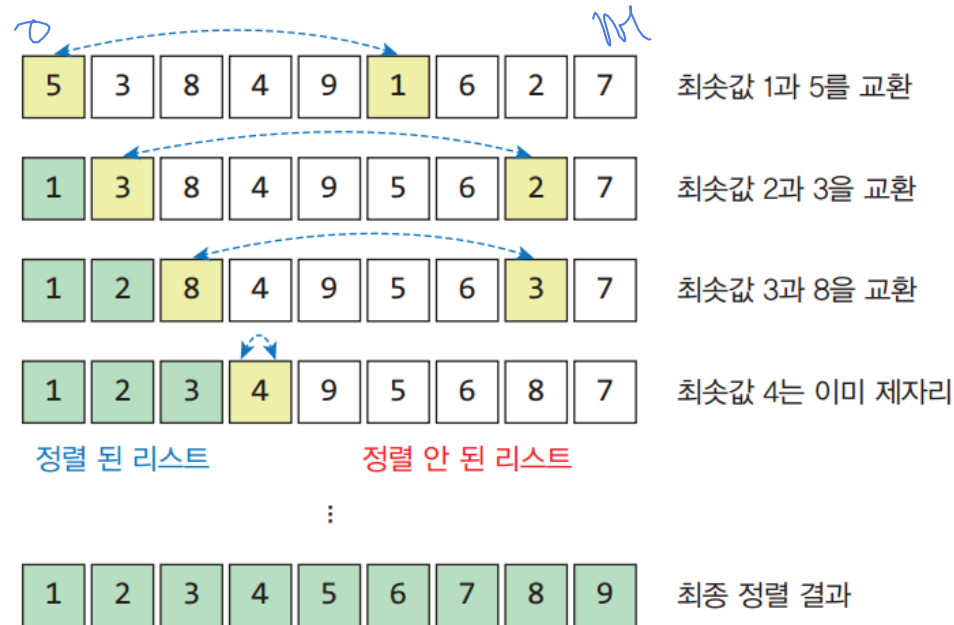 5 3 8 4 9 1 6 2 7 최솟값 1과 5를 교환
1 3 8 4 9 5 6 2 7 최솟값 2과 3을 교환
1 2 8 4 9 5 6 3 7 최솟값 3과 8을 교환
1 2 3 4 9 5 6 8 7 최솟값 4는 이미 제자리
정렬 된 리스트 정렬 안 된 리스트
⋮
1 2 3 4 5 6 7 8 9 최종 정렬 결과